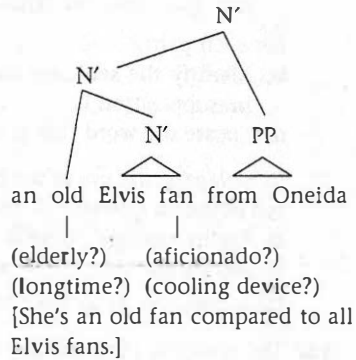 N′
N′
N′ PP
an old Elvis fan from Oneida
(elderly?) (aficionado?)
(longtime?) (cooling device?)
[She's an old fan compared to all
Elvis fans.]